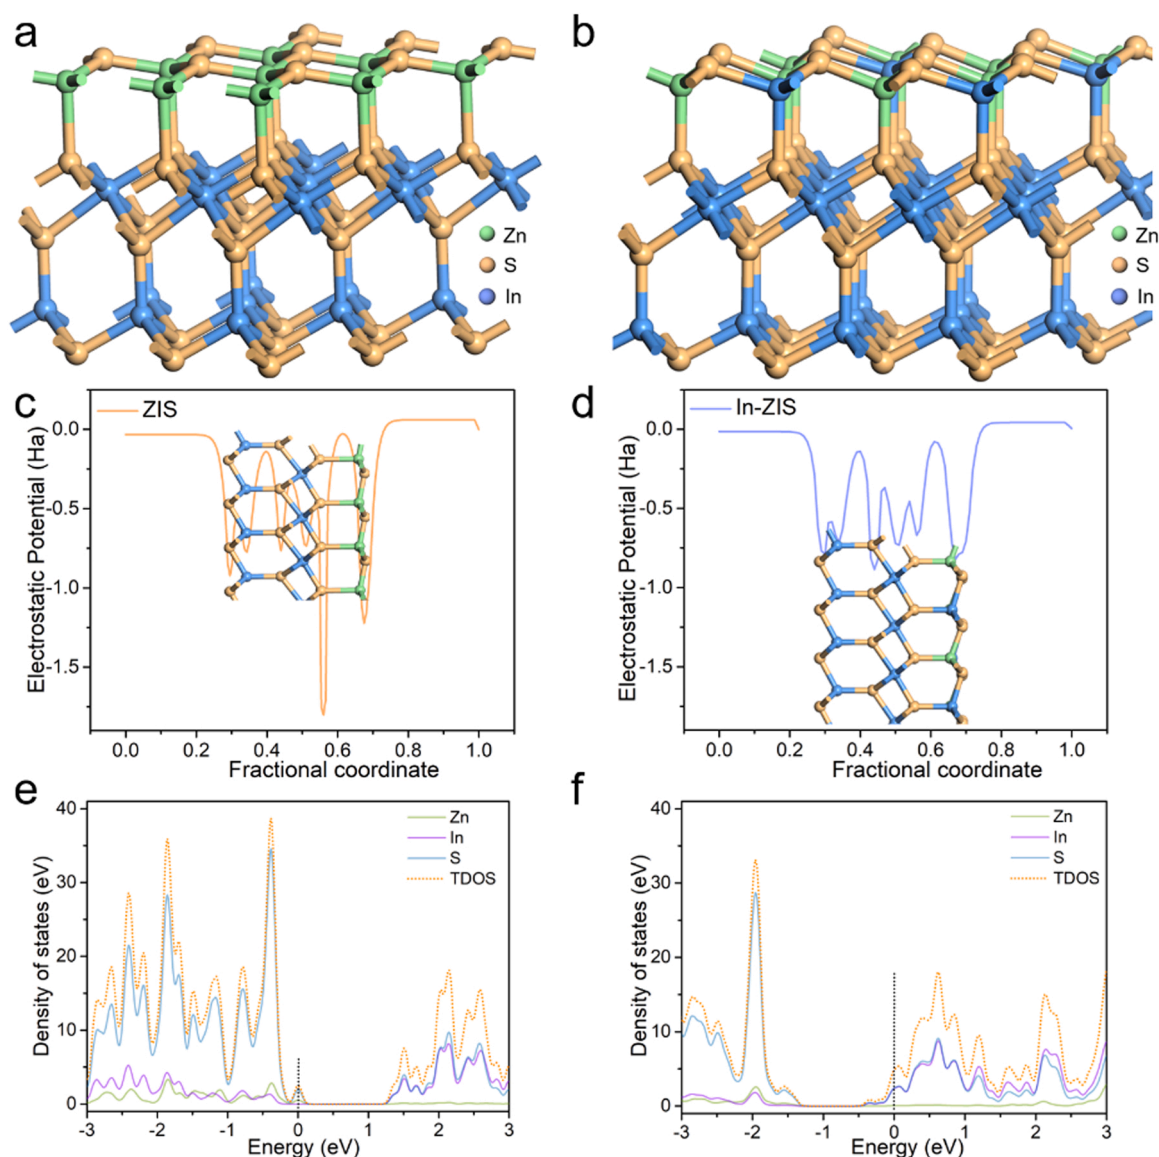 a
b
Zn
S
In
Zn
S
In
c
ZIS
0.0
-0.5
-1.0
-1.5
Electrostatic Potential (Ha)
0.0 0.2 0.4 0.6 0.8 1.0
Fractional coordinate
d
In-ZIS
0.0
-0.5
-1.0
-1.5
Electrostatic Potential (Ha)
0.0 0.2 0.4 0.6 0.8 1.0
Fractional coordinate
e
Zn
In
S
TDOS
40
30
20
10
0
Density of states (eV)
-3 -2 -1 0 1 2 3
Energy (eV)
f
Zn
In
S
TDOS
40
30
20
10
0
Density of states (eV)
-3 -2 -1 0 1 2 3
Energy (eV)